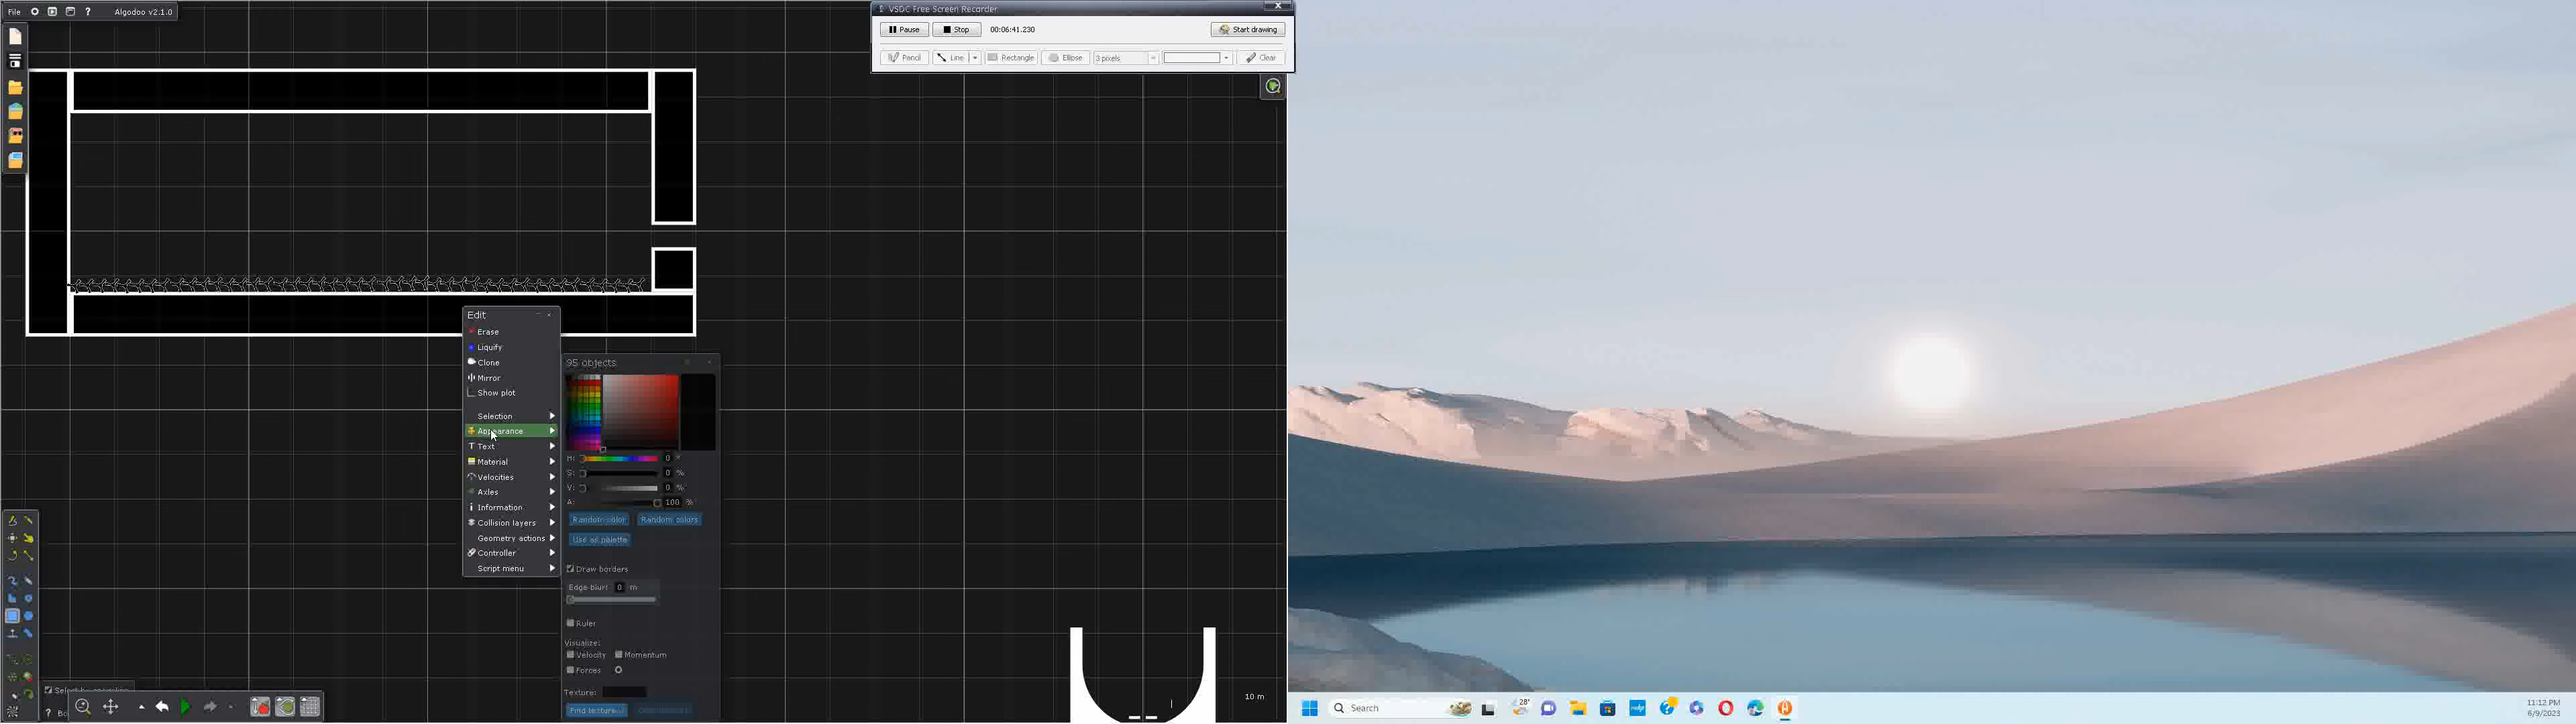 File ? Algodoo v2.1.0
VSDC Free Screen Recorder
Pause Stop 00:06:41.230 Start drawing
Pencil Line Rectangle Ellipse 3 pixels Clear
Edit
Erase
Liquify
Clone
Mirror
Show plot
Selection
Appearance
Text
Material
Velocities
Axles
Information
Collision layers
Geometry actions
Controller
Script menu
95 objects
H: 0 °
S: 0 %
V: 0 %
A: 100 %
Random color Random colors
Use as palette
Draw borders
Edge blur: 0 m
Ruler
Visualize:
Velocity Momentum
Forces
Texture:
Find texture...
10 m
Search
28°
11:12 PM
6/9/2023